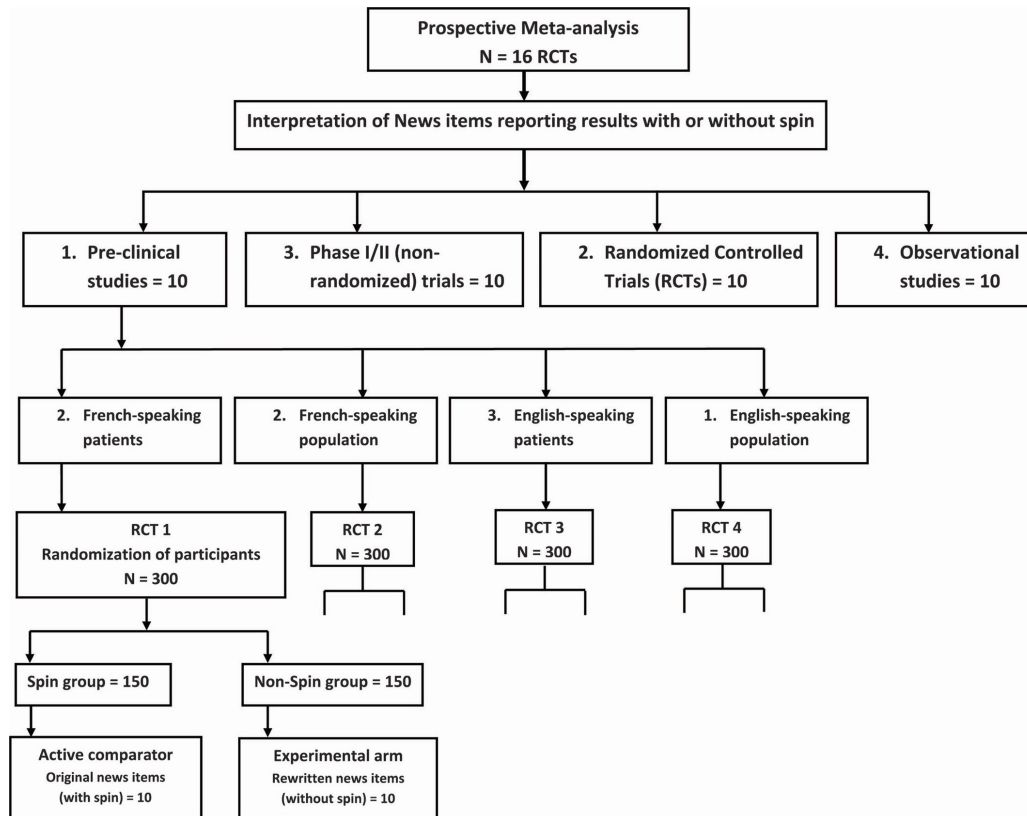 Prospective Meta-analysis
N = 16 RCTs
Interpretation of News items reporting results with or without spin
1. Pre-clinical
studies = 10
3. Phase I/II (non-
randomized) trials = 10
2. Randomized Controlled
Trials (RCTs) = 10
4. Observational
studies = 10
2. French-speaking
patients
2. French-speaking
population
3. English-speaking
patients
1. English-speaking
population
RCT 1
Randomization of participants
N = 300
RCT 2
N = 300
RCT 3
N = 300
RCT 4
N = 300
Spin group = 150
Non-Spin group = 150
Active comparator
Original news items
(with spin) = 10
Experimental arm
Rewritten news items
(without spin) = 10